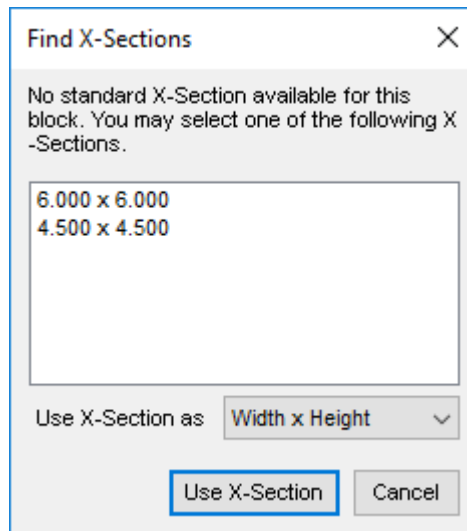 Find X-Sections
No standard X-Section available for this
block. You may select one of the following X
-Sections.
6.000 x 6.000
4.500 x 4.500
Use X-Section as
Width x Height
Use X-Section
Cancel